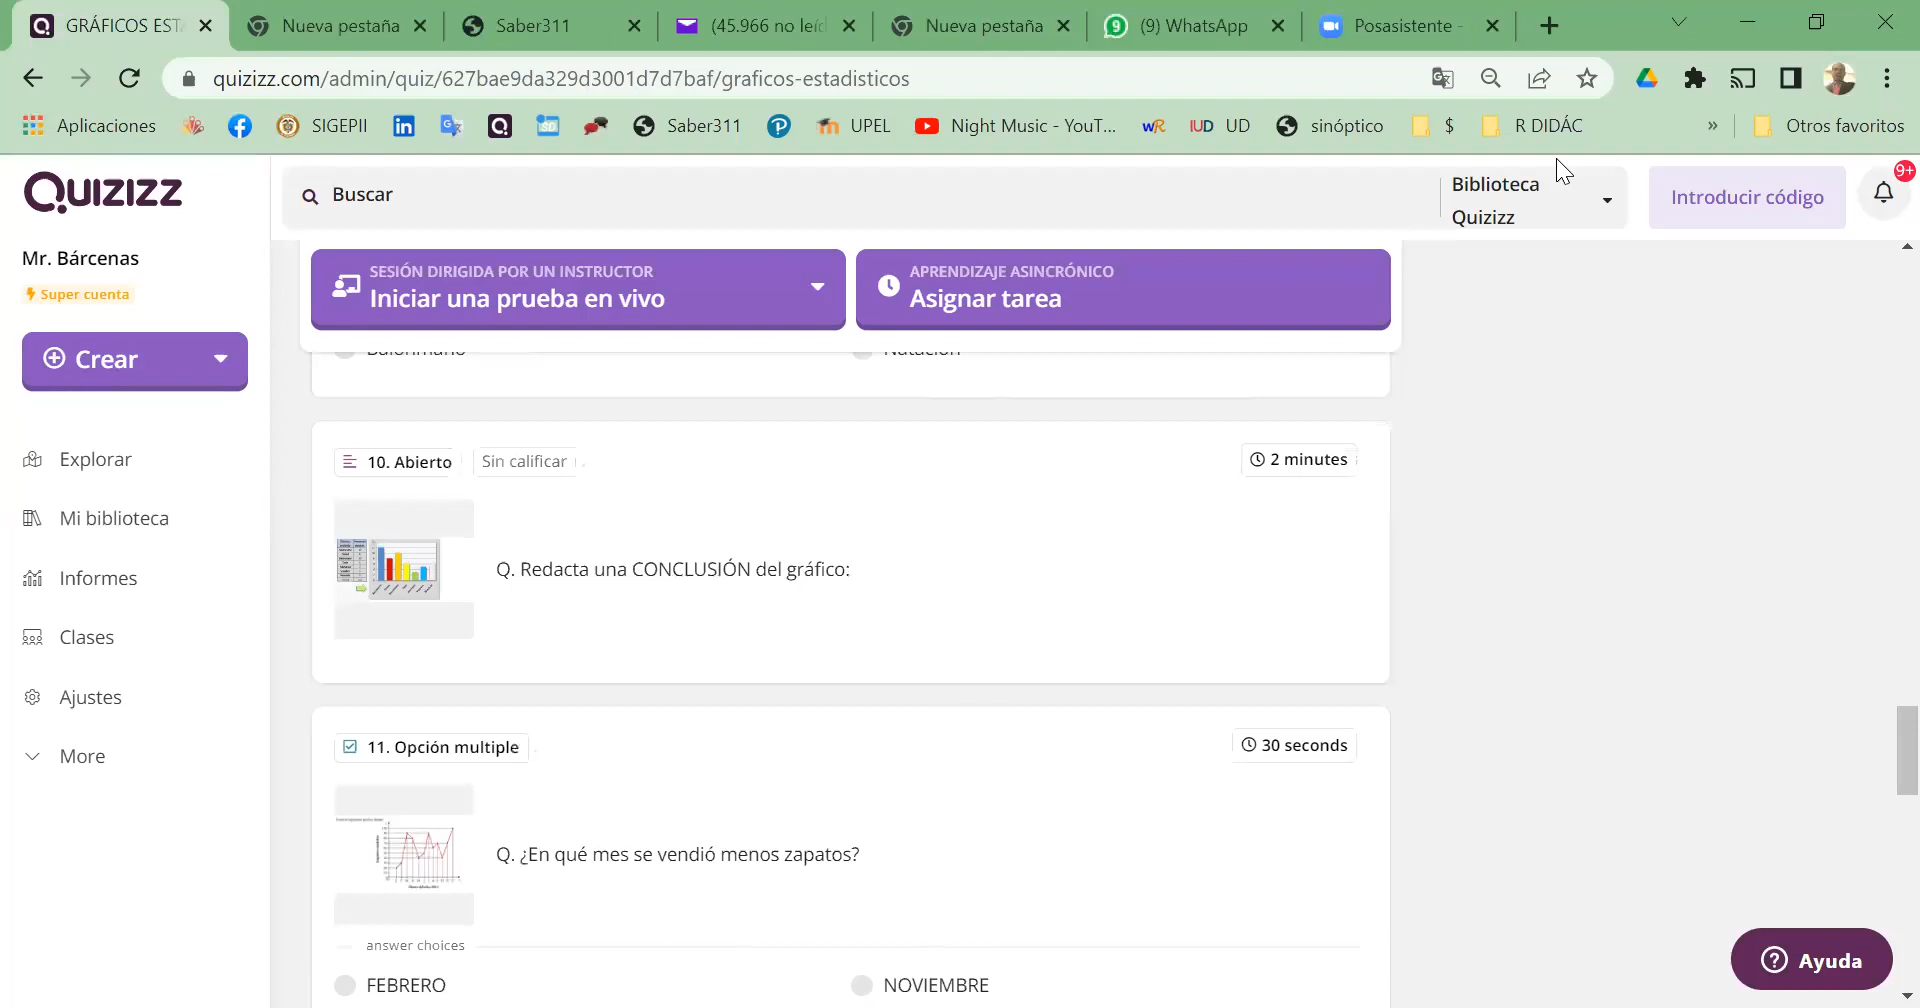 GRÁFICOS EST
Nueva pestaña
Saber311
(45.966 no leíd
Nueva pestaña
(9) WhatsApp
Posasistente -
quizizz.com/admin/quiz/627bae9da329d3001d7d7baf/graficos-estadisticos
Aplicaciones
SIGEPII
Saber311
UPEL
Night Music - YouT...
UD
sinóptico
$
R DIDÁC
»
Otros favoritos
Quizizz
Buscar
Biblioteca
Quizizz
Introducir código
9+
Mr. Bárcenas
Super cuenta
Crear
SESIÓN DIRIGIDA POR UN INSTRUCTOR
Iniciar una prueba en vivo
APRENDIZAJE ASINCRÓNICO
Asignar tarea
Balonmano
Natación
Explorar
Mi biblioteca
Informes
Clases
Ajustes
More
10. Abierto
Sin calificar
2 minutes
Q. Redacta una CONCLUSIÓN del gráfico:
11. Opción multiple
30 seconds
Q. ¿En qué mes se vendió menos zapatos?
answer choices
FEBRERO
NOVIEMBRE
Ayuda